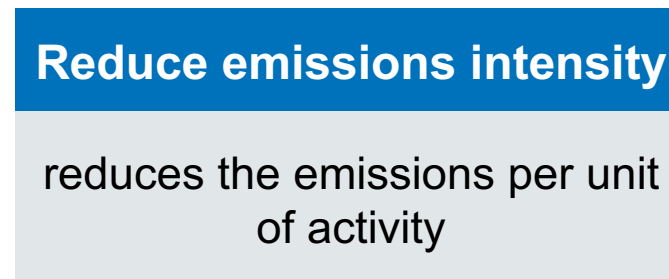 Reduce emissions intensity
reduces the emissions per unit
of activity